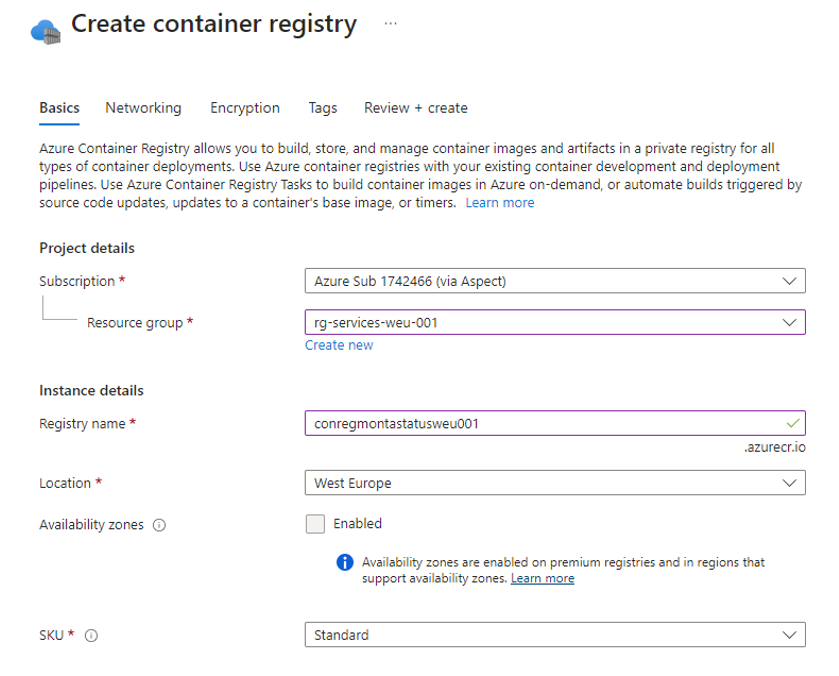 Create container registry ...
Basics Networking Encryption Tags Review + create
Azure Container Registry allows you to build, store, and manage container images and artifacts in a private registry for all
types of container deployments. Use Azure container registries with your existing container development and deployment
pipelines. Use Azure Container Registry Tasks to build container images in Azure on-demand, or automate builds triggered by
source code updates, updates to a container's base image, or timers. Learn more
Project details
Subscription * Azure Sub 1742466 (via Aspect)
Resource group * rg-services-weu-001
Create new
Instance details
Registry name * conregmontastatusweu001
.azurecr.io
Location * West Europe
Availability zones Enabled
Availability zones are enabled on premium registries and in regions that
support availability zones. Learn more
SKU * Standard